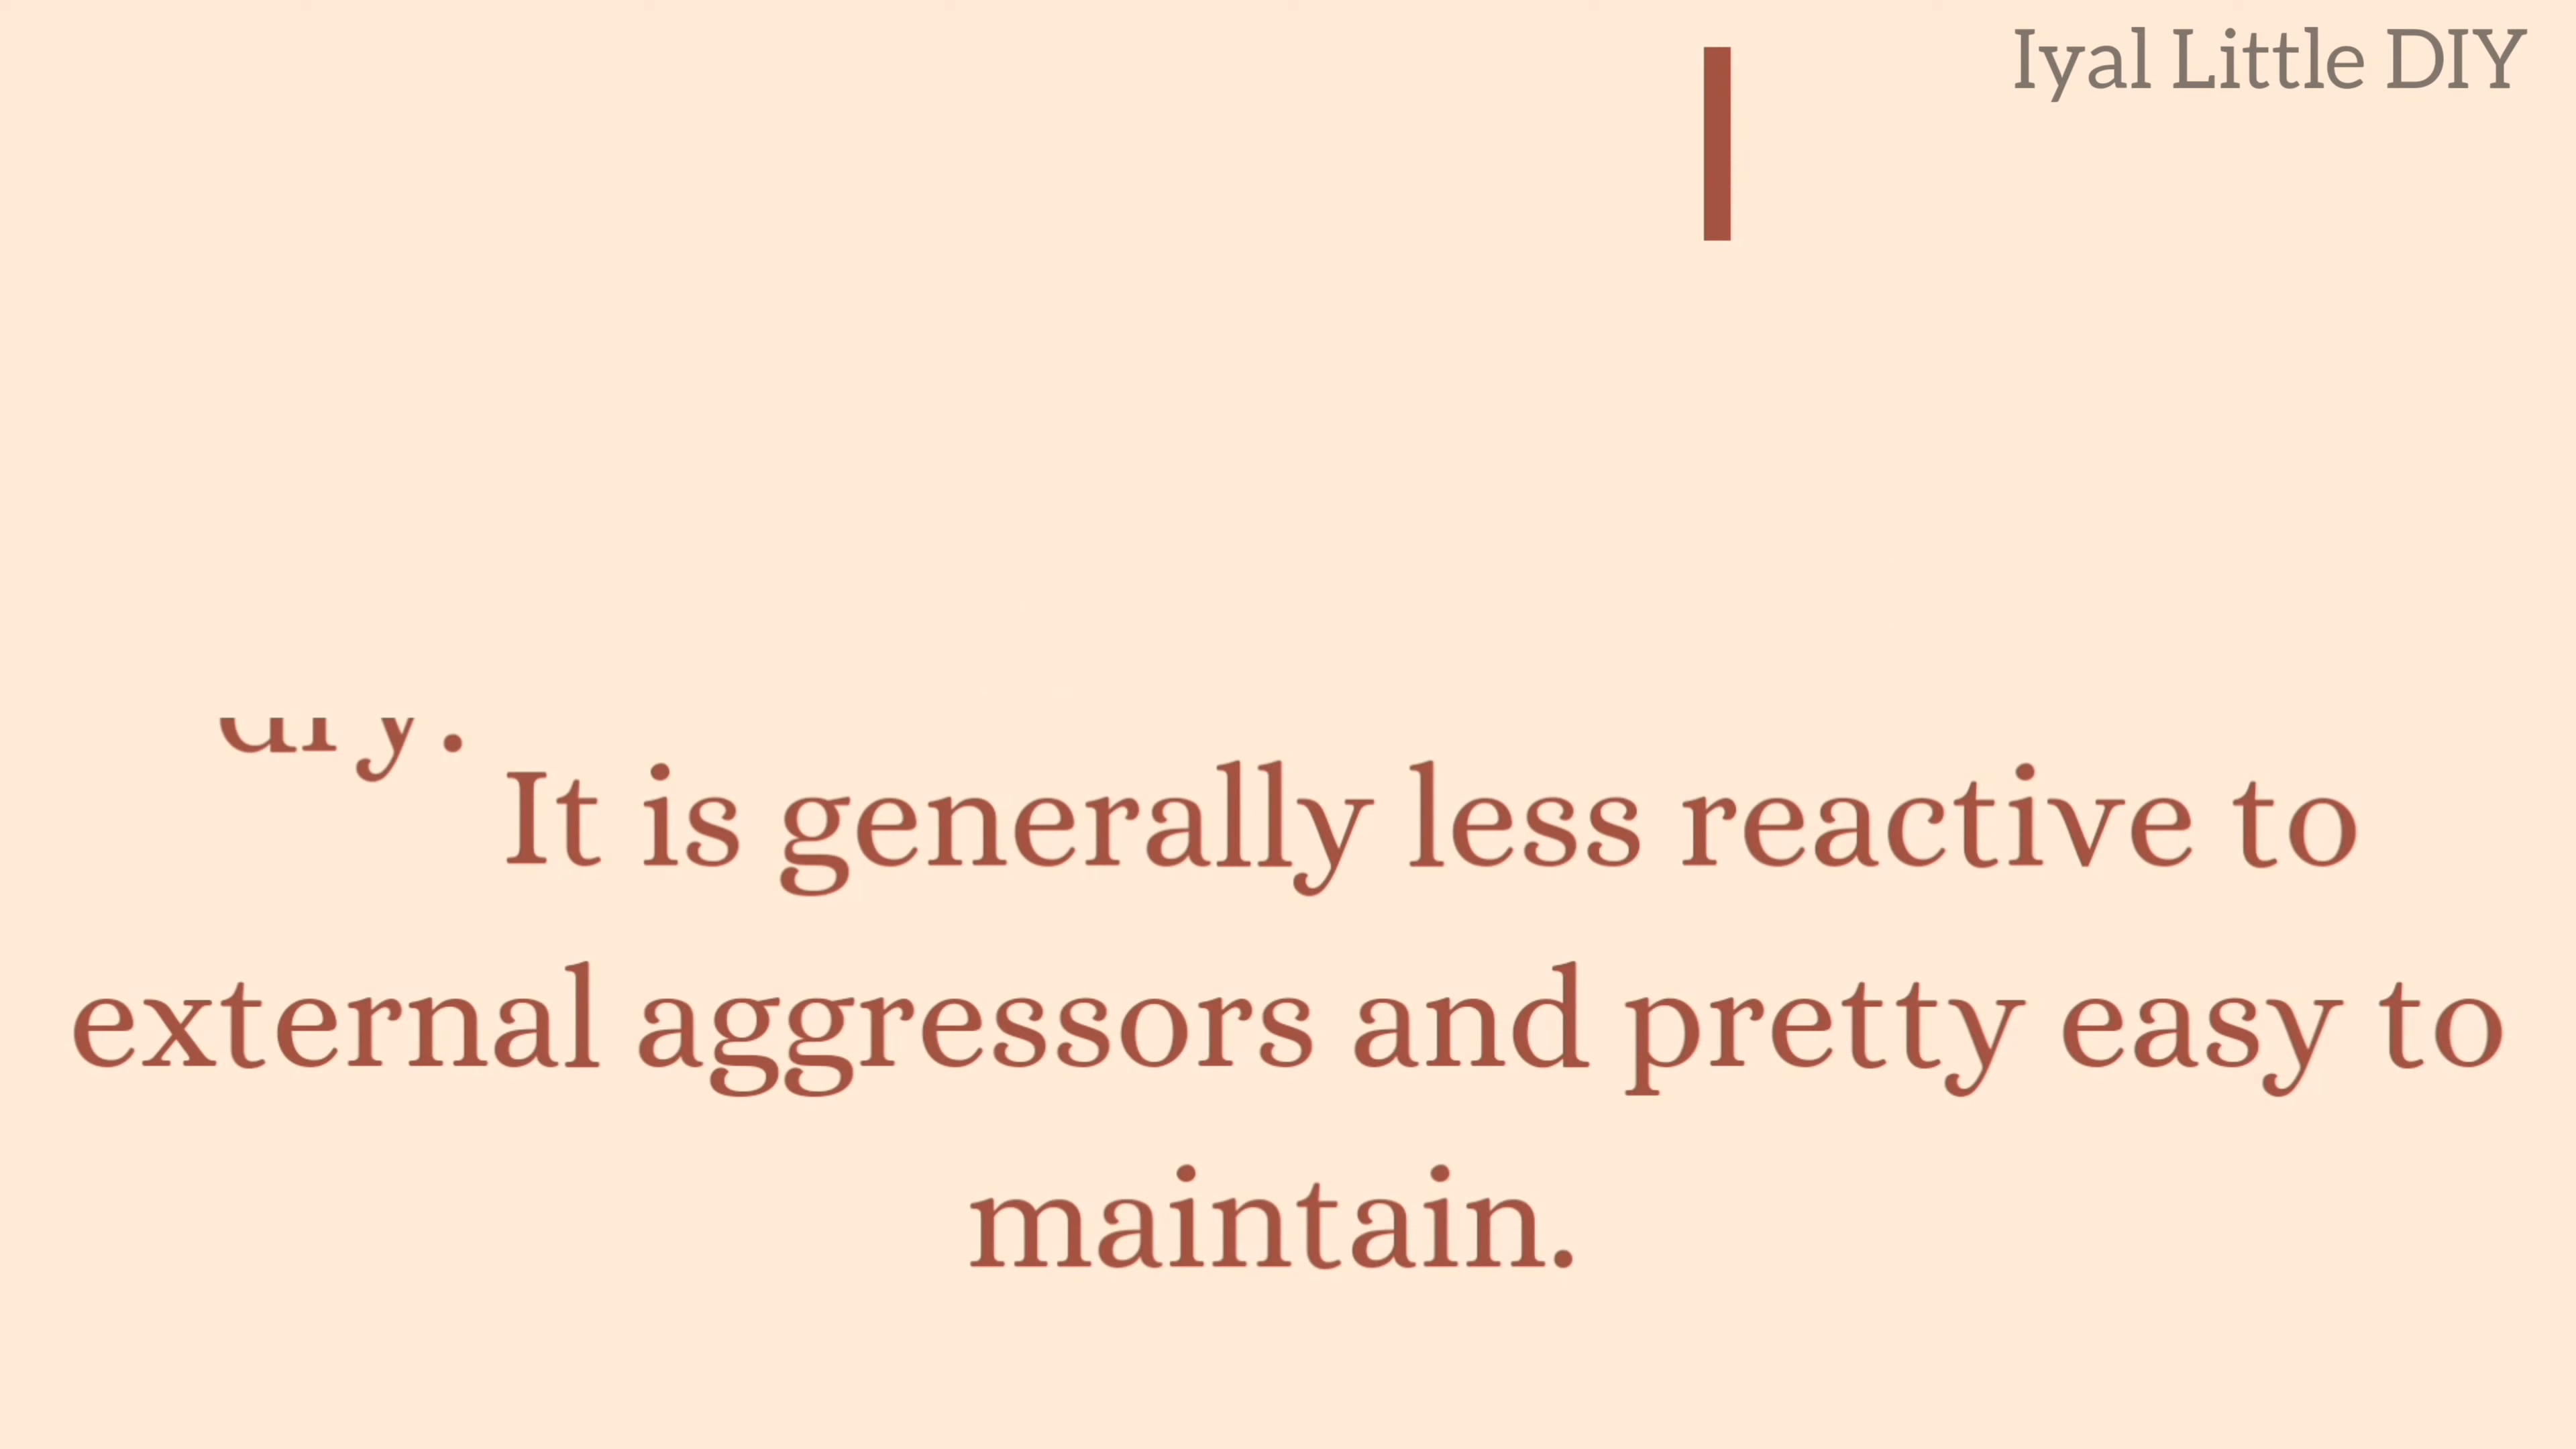 Iyal Little DIY
It is generally less reactive to
external aggressors and pretty easy to
maintain.